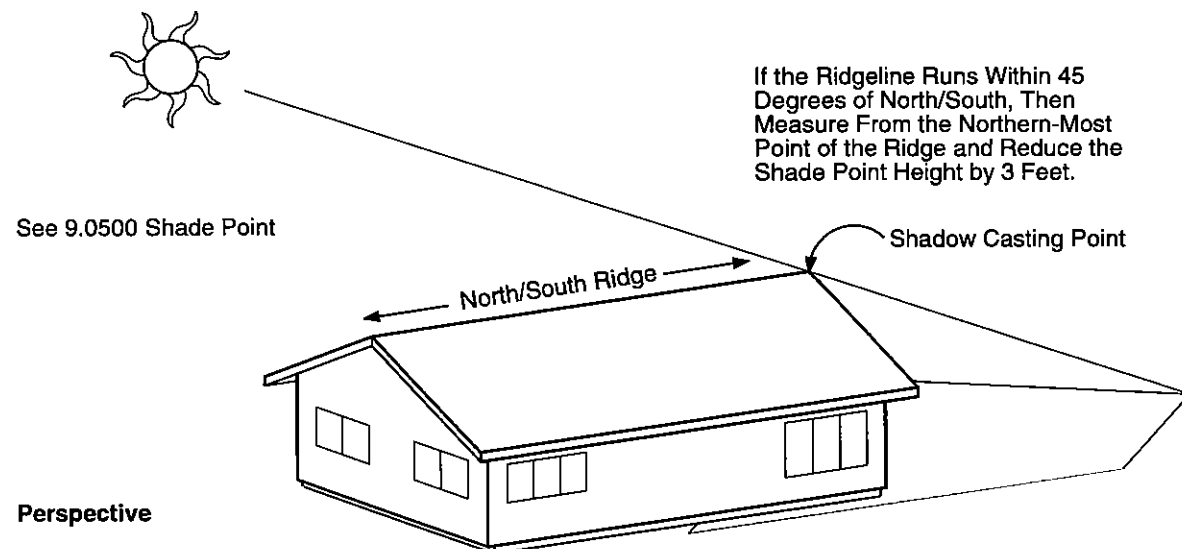 If the Ridgeline Runs Within 45
Degrees of North/South, Then
Measure From the Northern-Most
Point of the Ridge and Reduce the
Shade Point Height by 3 Feet.
See 9.0500 Shade Point
Shadow Casting Point
North/South Ridge
Perspective